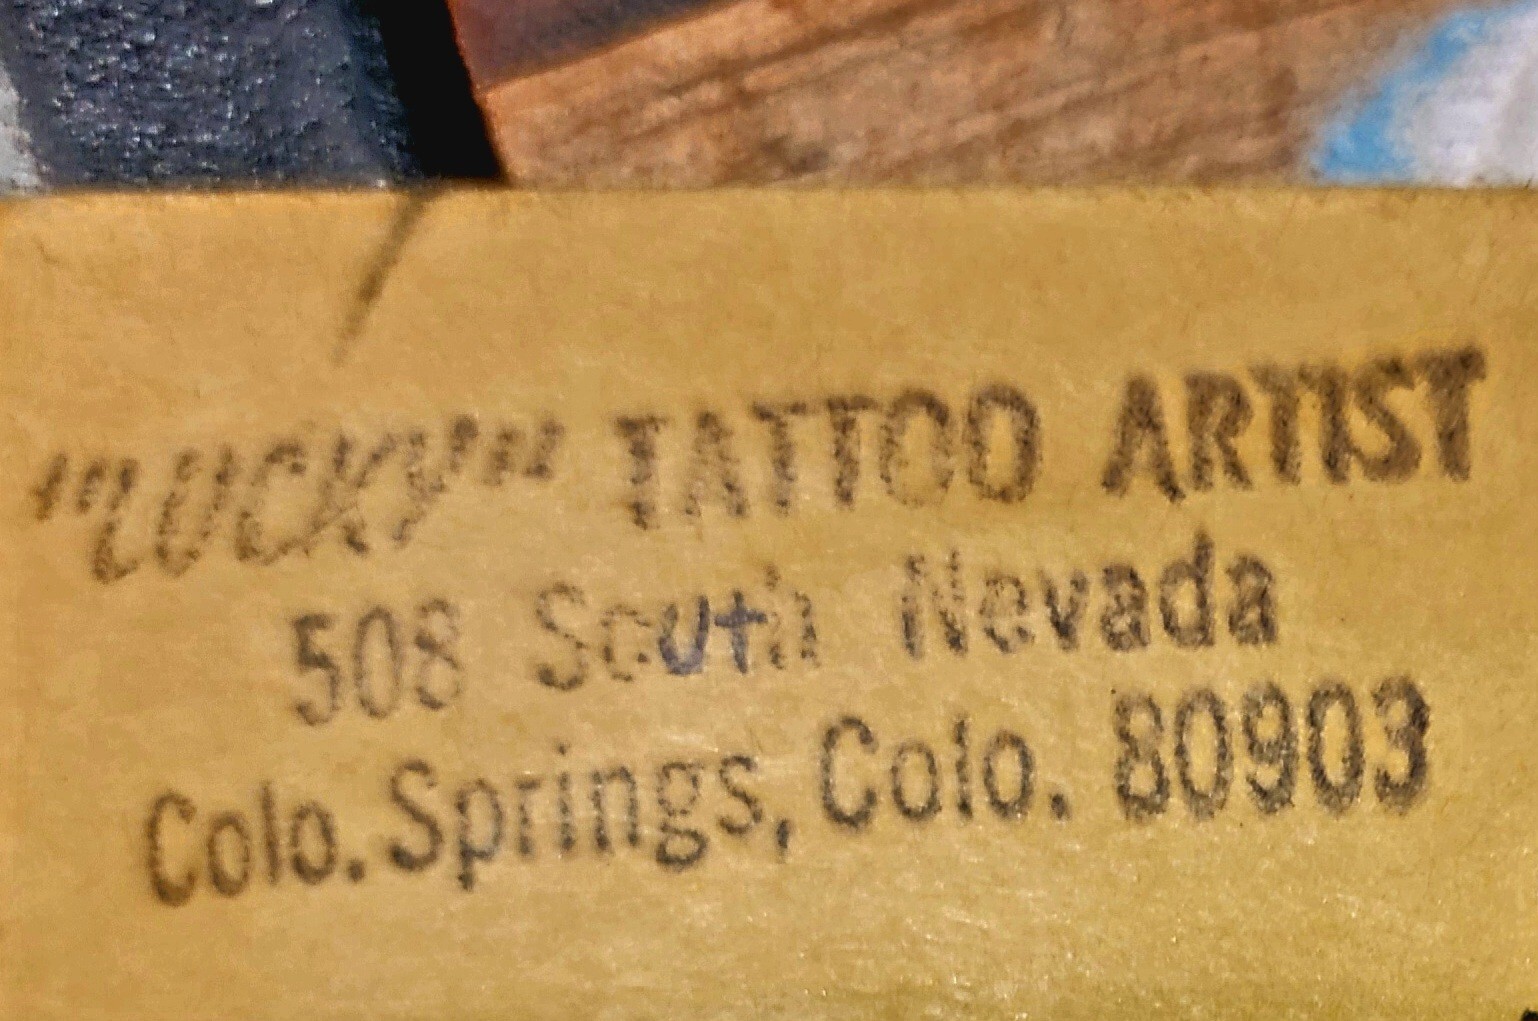 "LUCKY" TATTOO ARTIST
508 South Nevada
Colo. Springs, Colo. 80903